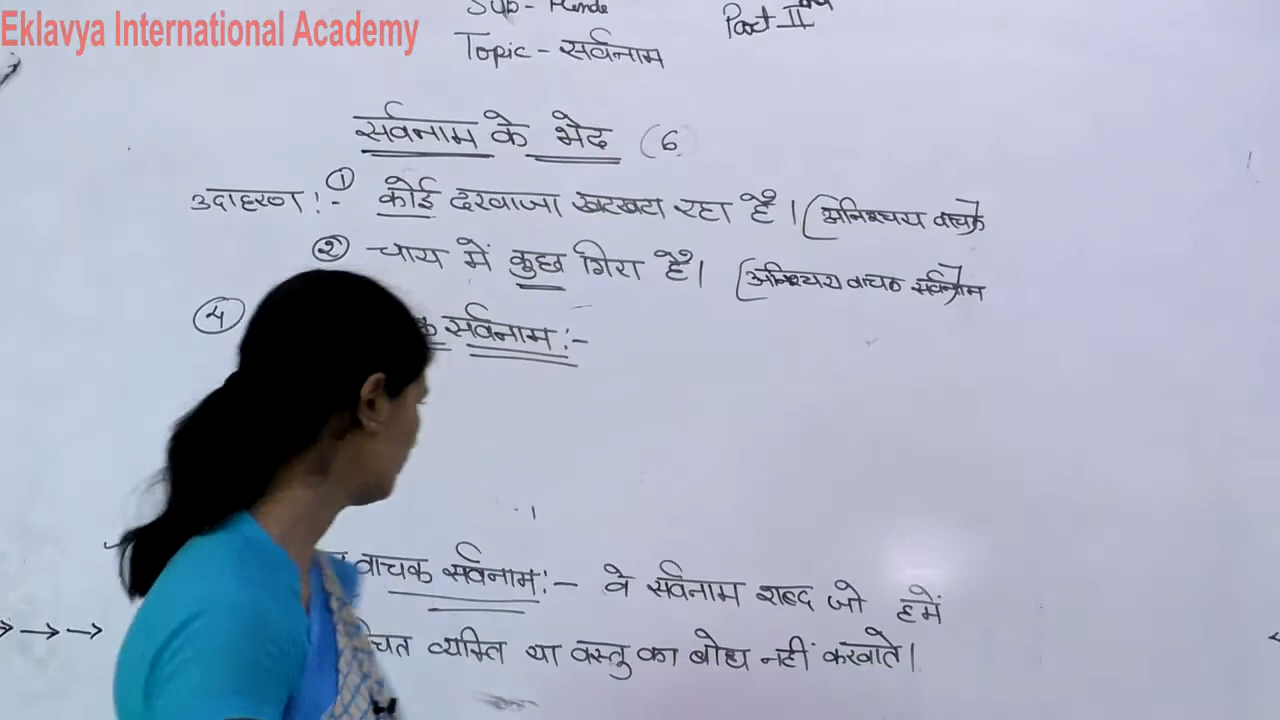 Eklavya International Academy
Sub- Part II
Topic - सर्वनाम
सर्वनाम के भेद (6
उदाहरण :- ① कोई दरवाजा खटखटा रहा है। (अनिश्चय वाचक
② चाय में कुछ गिरा है। (अनिश्चय वाचक सर्वनाम
④ क सर्वनाम :-
वाचक सर्वनाम :- वे सर्वनाम शब्द जो हमें
चित व्यक्ति या वस्तु का बोध नहीं करवाते।